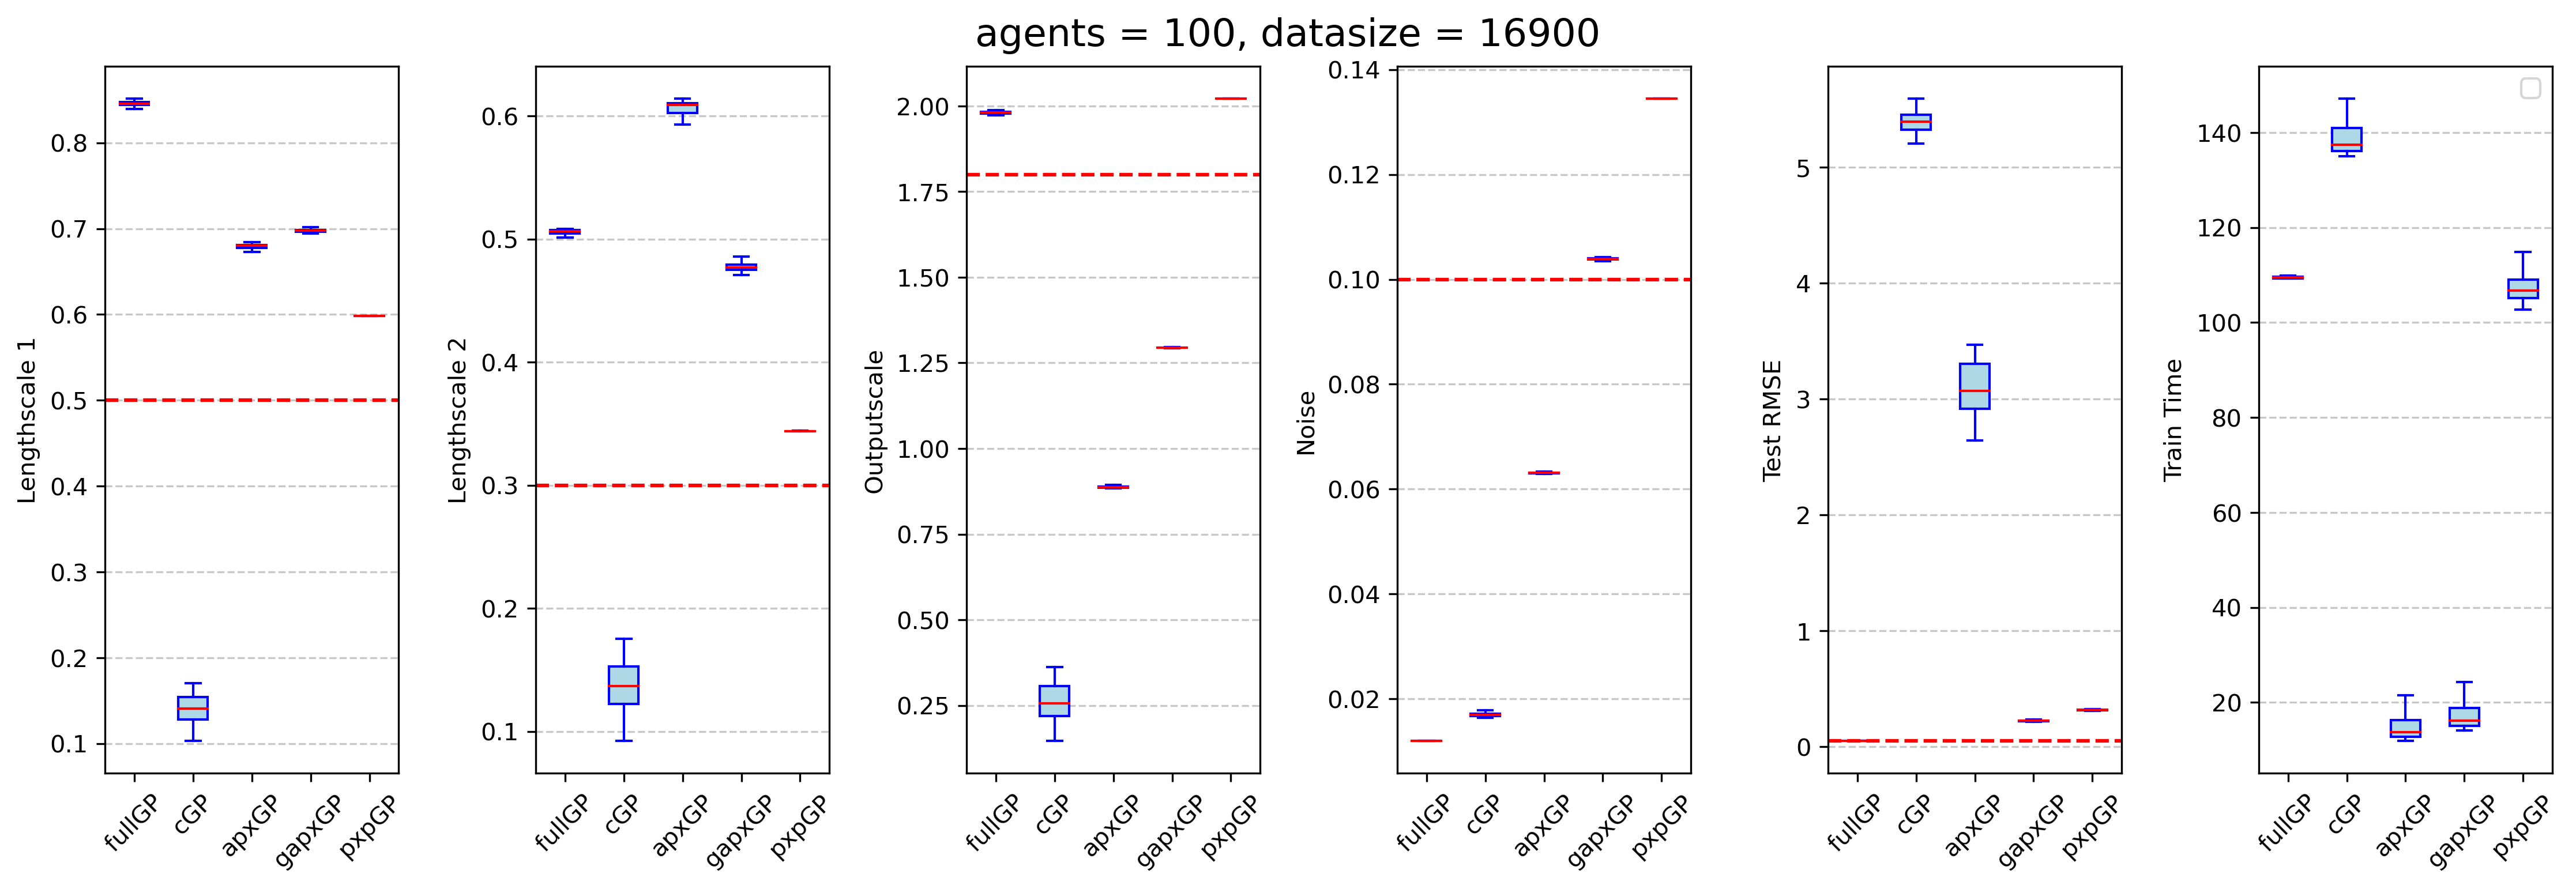 agents = 100, datasize = 16900
Lengthscale 1
0.8
0.7
0.6
0.5
0.4
0.3
0.2
0.1
fullGP
cGP
apxGP
gapxGP
pxpGP
Lengthscale 2
0.6
0.5
0.4
0.3
0.2
0.1
fullGP
cGP
apxGP
gapxGP
pxpGP
Outputscale
2.00
1.75
1.50
1.25
1.00
0.75
0.50
0.25
fullGP
cGP
apxGP
gapxGP
pxpGP
Noise
0.14
0.12
0.10
0.08
0.06
0.04
0.02
fullGP
cGP
apxGP
gapxGP
pxpGP
Test RMSE
5
4
3
2
1
0
fullGP
cGP
apxGP
gapxGP
pxpGP
Train Time
140
120
100
80
60
40
20
fullGP
cGP
apxGP
gapxGP
pxpGP